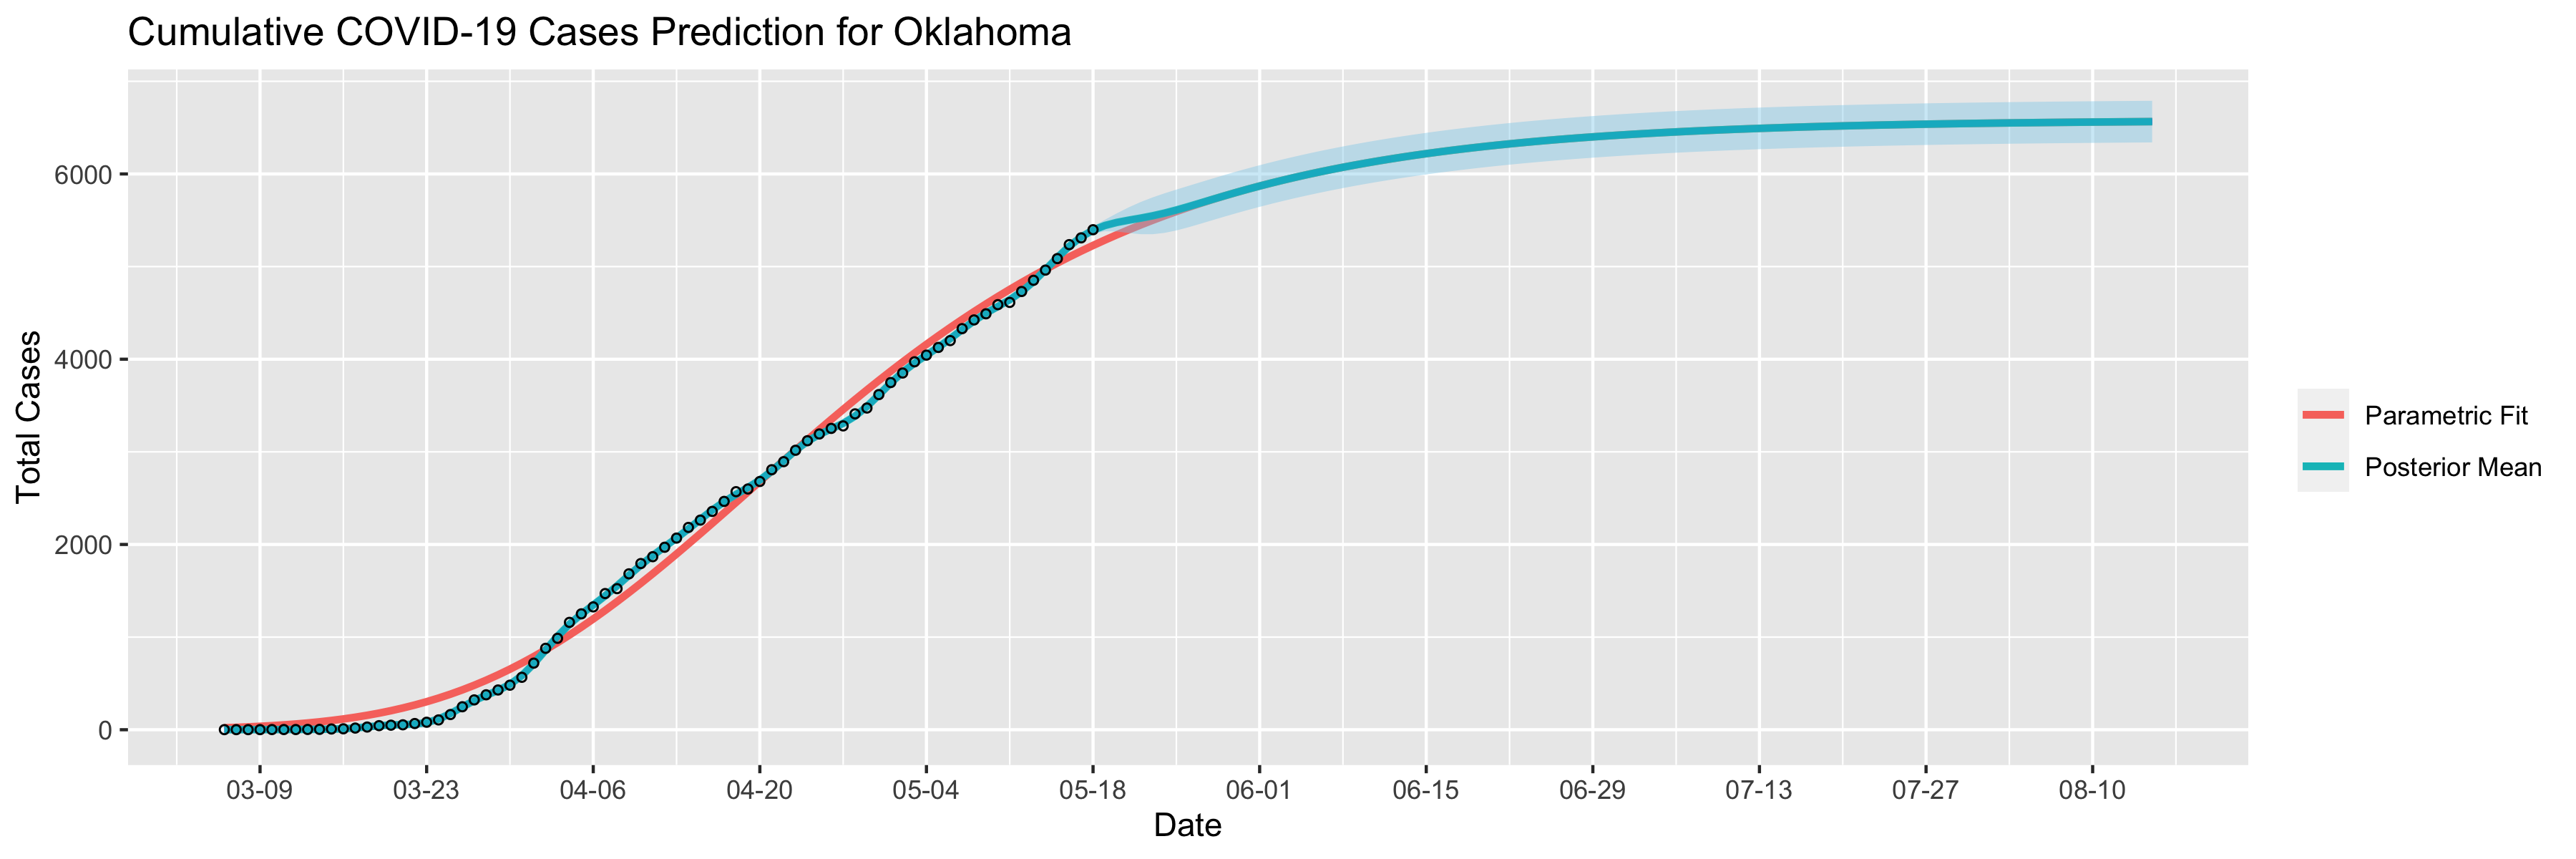 Cumulative COVID-19 Cases Prediction for Oklahoma
Total Cases
6000
4000
2000
0
03-09 03-23 04-06 04-20 05-04 05-18 06-01 06-15 06-29 07-13 07-27 08-10
Date
Parametric Fit
Posterior Mean